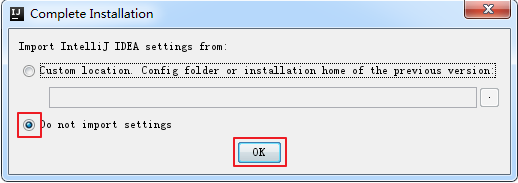 IJ Complete Installation
Import IntelliJ IDEA settings from:
Custom location. Config folder or installation home of the previous version:
.
Do not import settings
OK